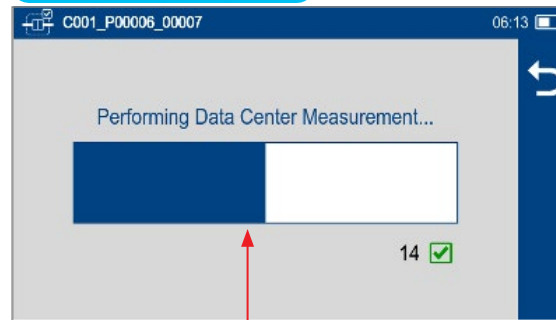 C001_P00006_00007 06:13
Performing Data Center Measurement...
14